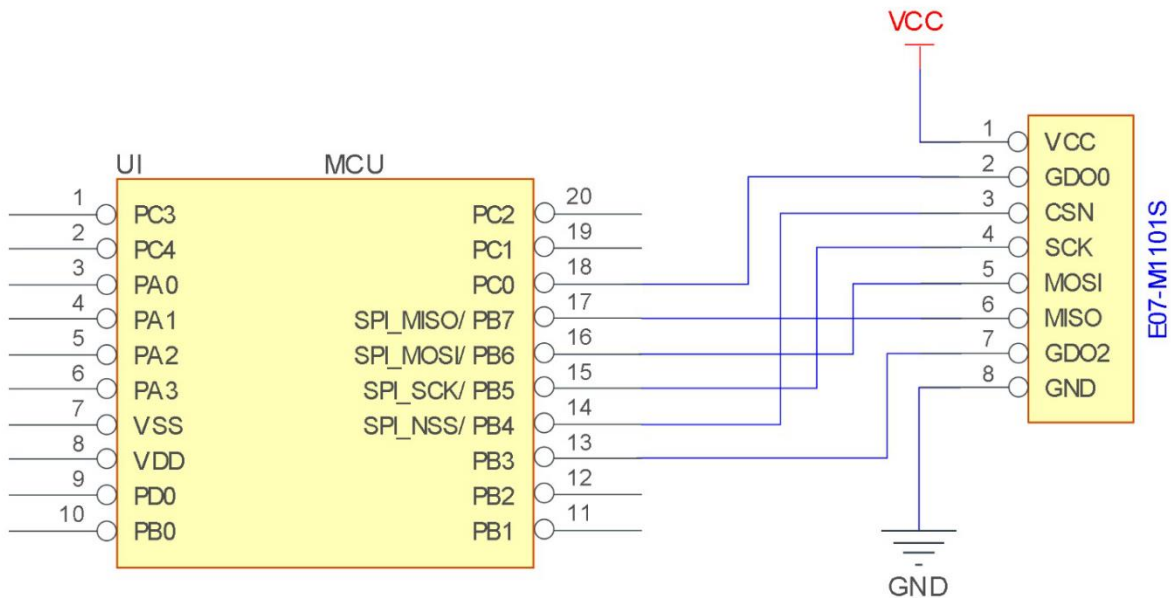 VCC
UI MCU
1 PC3
2 PC4
3 PA0
4 PA1
5 PA2
6 PA3
7 VSS
8 VDD
9 PD0
10 PB0
PC2 20
PC1 19
PC0 18
SPI_MISO/ PB7 17
SPI_MOSI/ PB6 16
SPI_SCK/ PB5 15
SPI_NSS/ PB4 14
PB3 13
PB2 12
PB1 11
1 VCC
2 GDO0
3 CSN
4 SCK
5 MOSI
6 MISO
7 GDO2
8 GND
E07-M1101S
GND